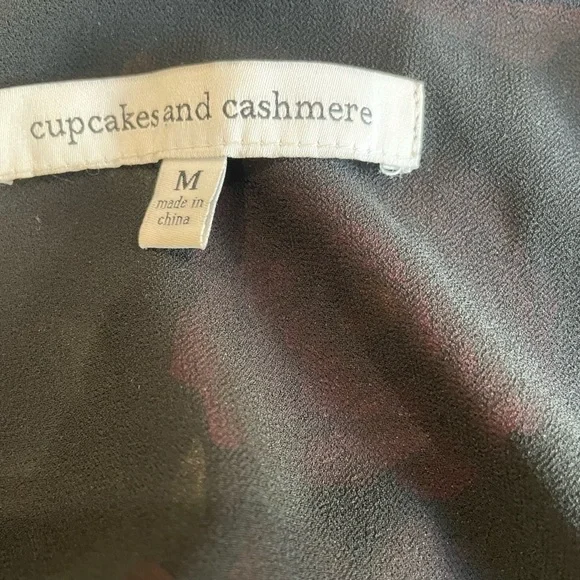 cupcakes and cashmere
M
made in
china